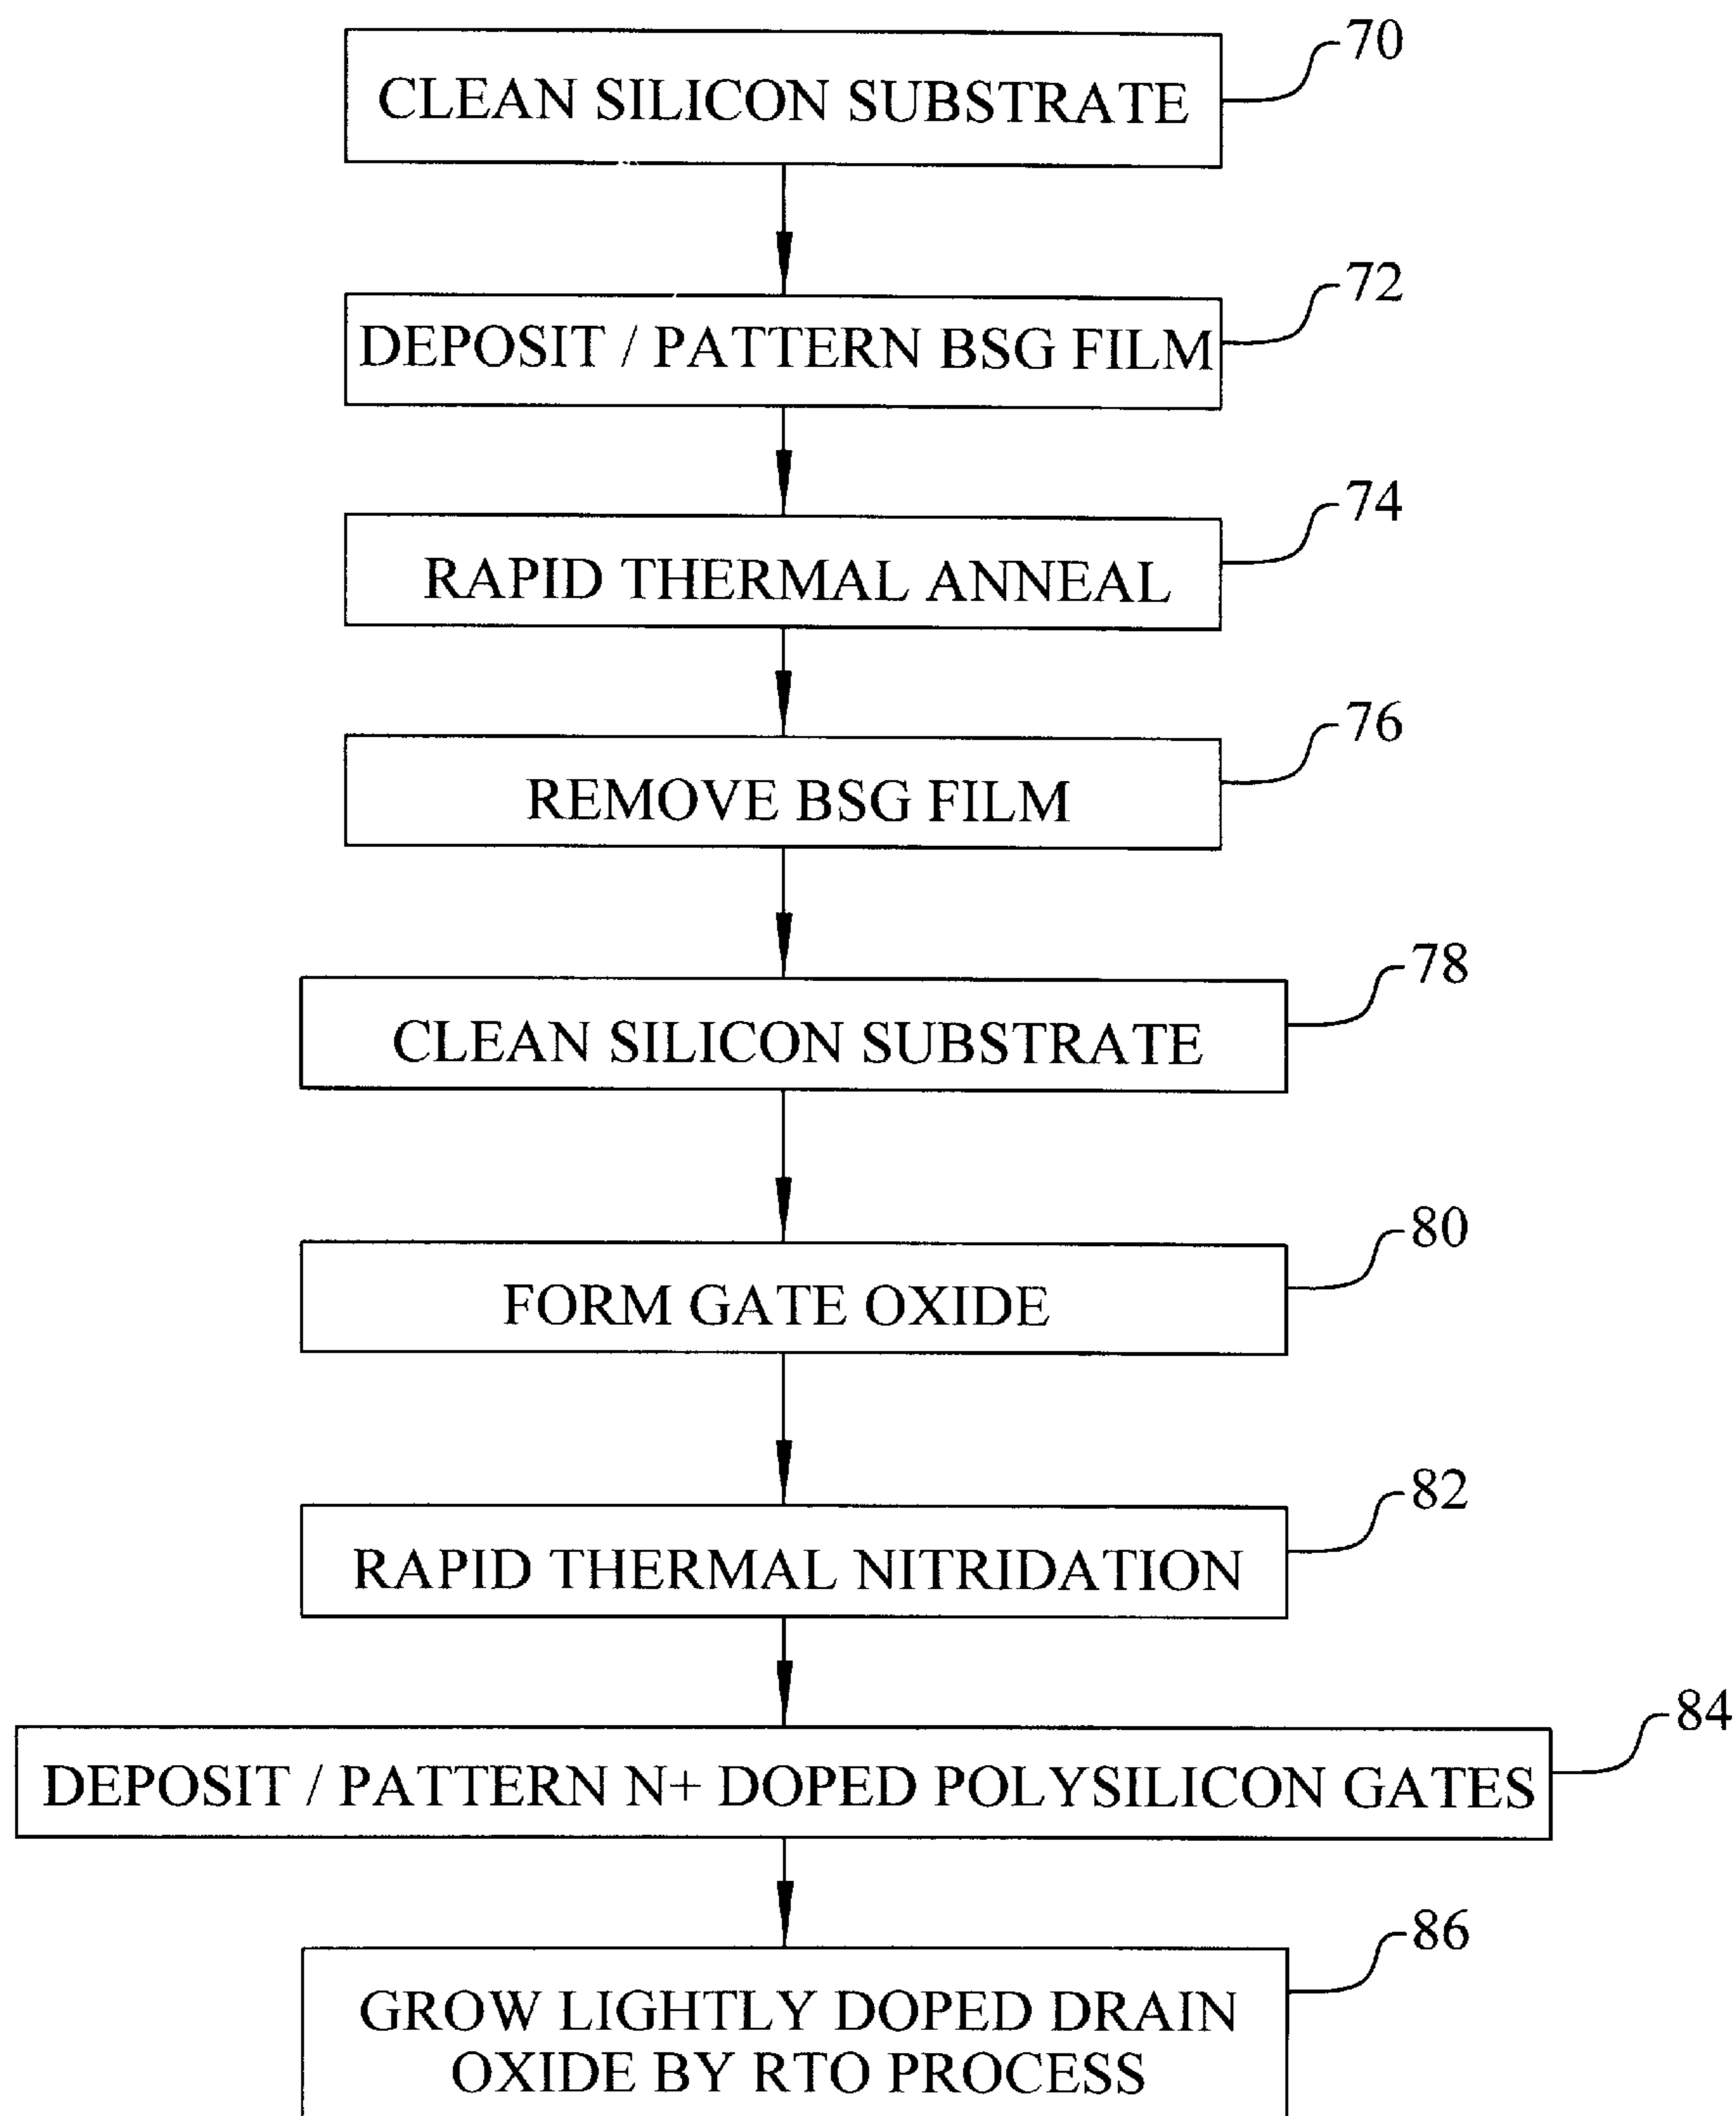 70
CLEAN SILICON SUBSTRATE
72
DEPOSIT / PATTERN BSG FILM
74
RAPID THERMAL ANNEAL
76
REMOVE BSG FILM
78
CLEAN SILICON SUBSTRATE
80
FORM GATE OXIDE
82
RAPID THERMAL NITRIDATION
84
DEPOSIT / PATTERN N+ DOPED POLYSILICON GATES
86
GROW LIGHTLY DOPED DRAIN
OXIDE BY RTO PROCESS